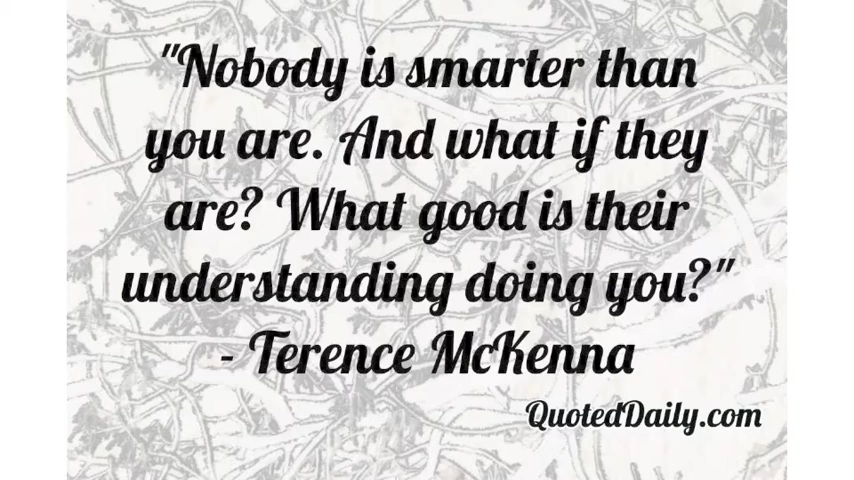 "Nobody is smarter than
you are. And what if they
are? What good is their
understanding doing you?"
- Terence McKenna
QuotedDaily.com